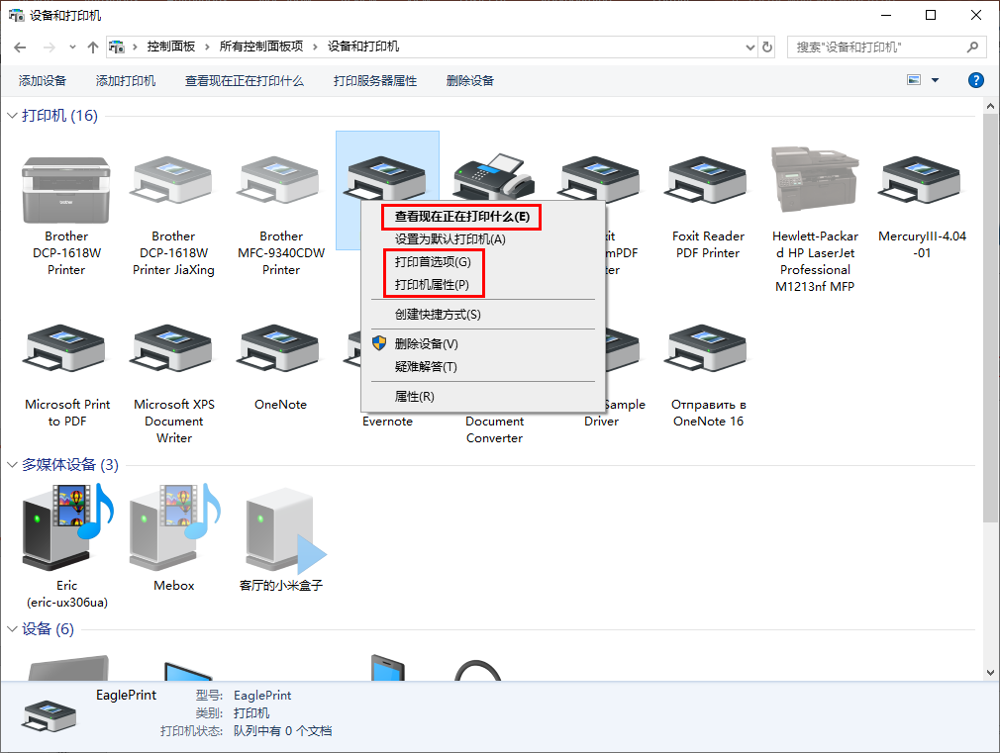 设备和打印机
控制面板 › 所有控制面板项 › 设备和打印机
搜索"设备和打印机"
添加设备 添加打印机 查看现在正在打印什么 打印服务器属性 删除设备
打印机 (16)
Brother
DCP-1618W
Printer
Brother
DCP-1618W
Printer JiaXing
Brother
MFC-9340CDW
Printer
Foxit Reader
PDF Printer
Hewlett-Packar
d HP LaserJet
Professional
M1213nf MFP
MercuryIII-4.04
-01
查看现在正在打印什么(E)
设置为默认打印机(A)
打印首选项(G)
打印机属性(P)
创建快捷方式(S)
删除设备(V)
疑难解答(T)
属性(R)
Microsoft Print
to PDF
Microsoft XPS
Document
Writer
OneNote
Evernote
Document
Converter
Sample
Driver
Отправить в
OneNote 16
多媒体设备 (3)
Eric
(eric-ux306ua)
Mebox
客厅的小米盒子
设备 (6)
EaglePrint
型号: EaglePrint
类别: 打印机
打印机状态: 队列中有 0 个文档